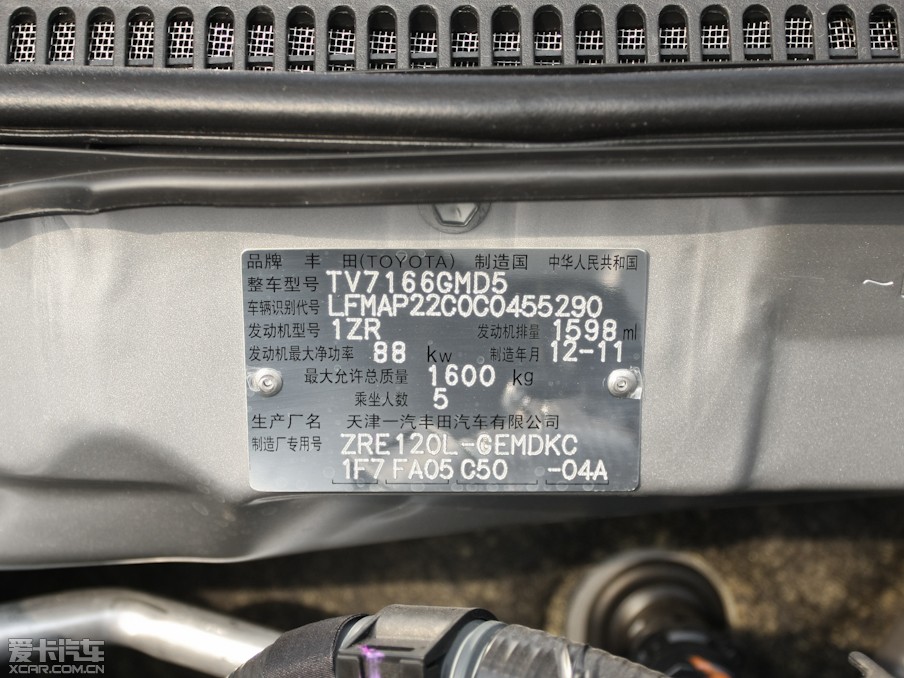 品牌 丰 田(TOYOTA) 制造国 中华人民共和国
整车型号 TV7166GMD5
车辆识别代号 LFMAP22C0C0455290
发动机型号 1ZR 发动机排量 1598 ml
发动机最大净功率 88 kw 制造年月 12-11
最大允许总质量 1600 kg
乘坐人数 5
生产厂名 天津一汽丰田汽车有限公司
制造厂专用号 ZRE120L-GEMDKC
1F7 FA05 C50 -04A
爱卡汽车
XCAR.COM.CN